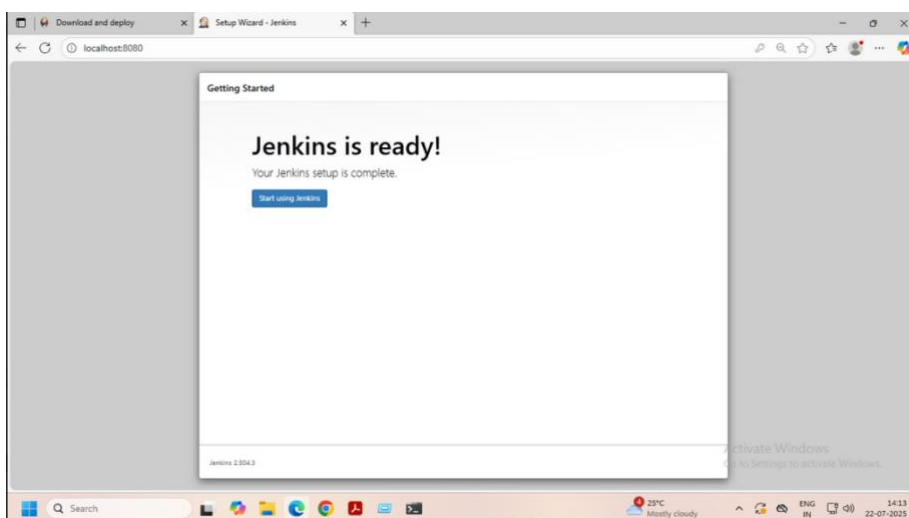 Download and deploy
Setup Wizard - Jenkins
localhost:8080
Getting Started
Jenkins is ready!
Your Jenkins setup is complete.
Start using Jenkins
Jenkins 2.504.3
Activate Windows
Go to Settings to activate Windows.
Search
4
25°C
Mostly cloudy
ENG
IN
14:13
22-07-2025